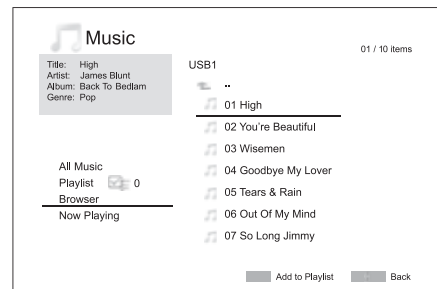 Music
01 / 10 items
Title: High
Artist: James Blunt
Album: Back To Bedlam
Genre: Pop
USB1
..
01 High
02 You're Beautiful
03 Wisemen
04 Goodbye My Lover
05 Tears & Rain
06 Out Of My Mind
07 So Long Jimmy
All Music
Playlist 0
Browser
Now Playing
Add to Playlist
Back